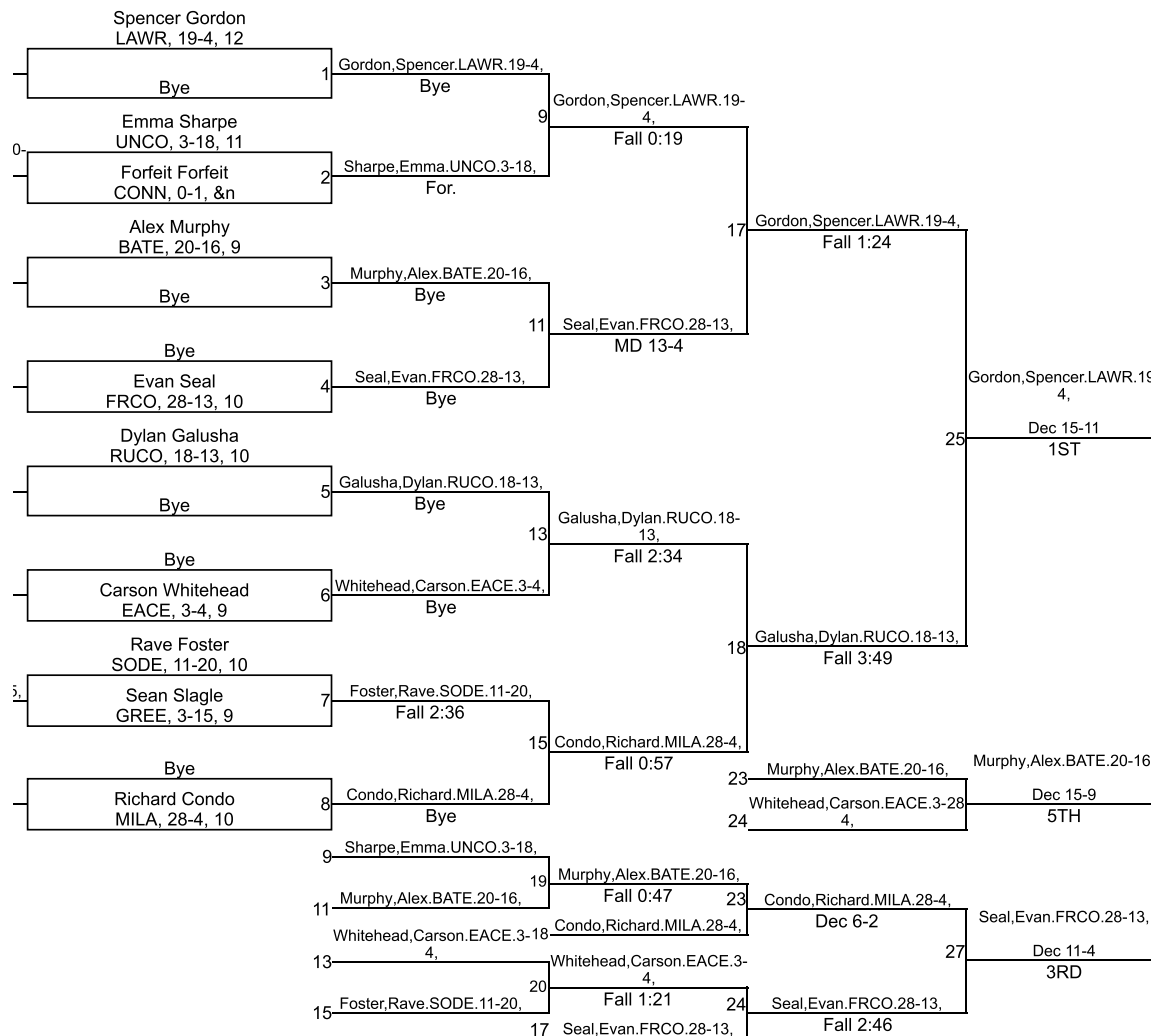 Spencer Gordon
LAWR, 19-4, 12
Bye
1
Gordon,Spencer.LAWR.19-4,
Bye
Emma Sharpe
UNCO, 3-18, 11
0-
Forfeit Forfeit
CONN, 0-1, &n
2
Sharpe,Emma.UNCO.3-18,
For.
9
Gordon,Spencer.LAWR.19-
4,
Fall 0:19
Alex Murphy
BATE, 20-16, 9
Bye
3
Murphy,Alex.BATE.20-16,
Bye
Bye
Evan Seal
FRCO, 28-13, 10
4
Seal,Evan.FRCO.28-13,
Bye
11
Seal,Evan.FRCO.28-13,
MD 13-4
17
Gordon,Spencer.LAWR.19-4,
Fall 1:24
Dylan Galusha
RUCO, 18-13, 10
Bye
5
Galusha,Dylan.RUCO.18-13,
Bye
Bye
Carson Whitehead
EACE, 3-4, 9
6
Whitehead,Carson.EACE.3-4,
Bye
13
Galusha,Dylan.RUCO.18-
13,
Fall 2:34
Rave Foster
SODE, 11-20, 10
5,
Sean Slagle
GREE, 3-15, 9
7
Foster,Rave.SODE.11-20,
Fall 2:36
Bye
Richard Condo
MILA, 28-4, 10
8
Condo,Richard.MILA.28-4,
Bye
15
Condo,Richard.MILA.28-4,
Fall 0:57
18
Galusha,Dylan.RUCO.18-13,
Fall 3:49
25
Gordon,Spencer.LAWR.19
4,
Dec 15-11
1ST
23
Murphy,Alex.BATE.20-16,
24
Whitehead,Carson.EACE.3-28
4,
Murphy,Alex.BATE.20-16
Dec 15-9
5TH
9
Sharpe,Emma.UNCO.3-18,
11
Murphy,Alex.BATE.20-16,
19
Murphy,Alex.BATE.20-16,
Fall 0:47
18
Condo,Richard.MILA.28-4,
23
Condo,Richard.MILA.28-4,
Dec 6-2
13
Whitehead,Carson.EACE.3-
4,
15
Foster,Rave.SODE.11-20,
20
Whitehead,Carson.EACE.3-
4,
Fall 1:21
17
Seal,Evan.FRCO.28-13,
24
Seal,Evan.FRCO.28-13,
Fall 2:46
27
Seal,Evan.FRCO.28-13,
Dec 11-4
3RD